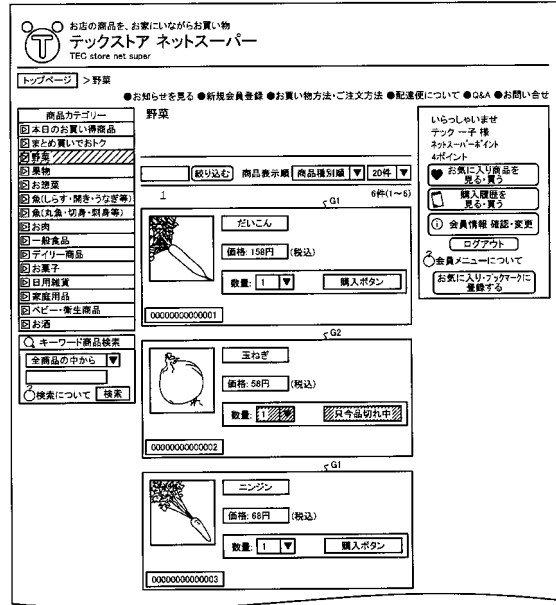 お店の商品を、お家にいながらお買い物
テックストア ネットスーパー
TEC store net super
トップページ >野菜
●お知らせを見る ●新規会員登録 ●お買い物方法・ご注文方法 ●配達便について ●Q&A ●お問い合せ
商品カテゴリー
本日のお買い得商品
まとめ買いでおトク
野菜
果物
お惣菜
魚(しらす・開き・うなぎ等)
魚(丸魚・切身・刺身等)
お肉
一般食品
デイリー商品
お菓子
日用雑貨
家庭用品
ベビー・衛生商品
お酒
キーワード商品検索
全商品の中から ▼
検索について 検索
野菜
絞り込む 商品表示順 商品種別順 ▼ 20件 ▼
1 6件(1~6)
G1
だいこん
価格: 158円 (税込)
数量: 1 ▼ 購入ボタン
00000000000001
G2
玉ねぎ
価格: 58円 (税込)
数量: 1 ▼ 只今品切れ中
00000000000002
G1
ニンジン
価格: 68円 (税込)
数量: 1 ▼ 購入ボタン
00000000000003
いらっしゃいませ
テック 一子 様
ネットスーパーポイント
4ポイント
お気に入り商品を
見る・買う
購入履歴を
見る・買う
会員情報 確認・変更
ログアウト
会員メニューについて
お気に入り・ブックマークに
登録する